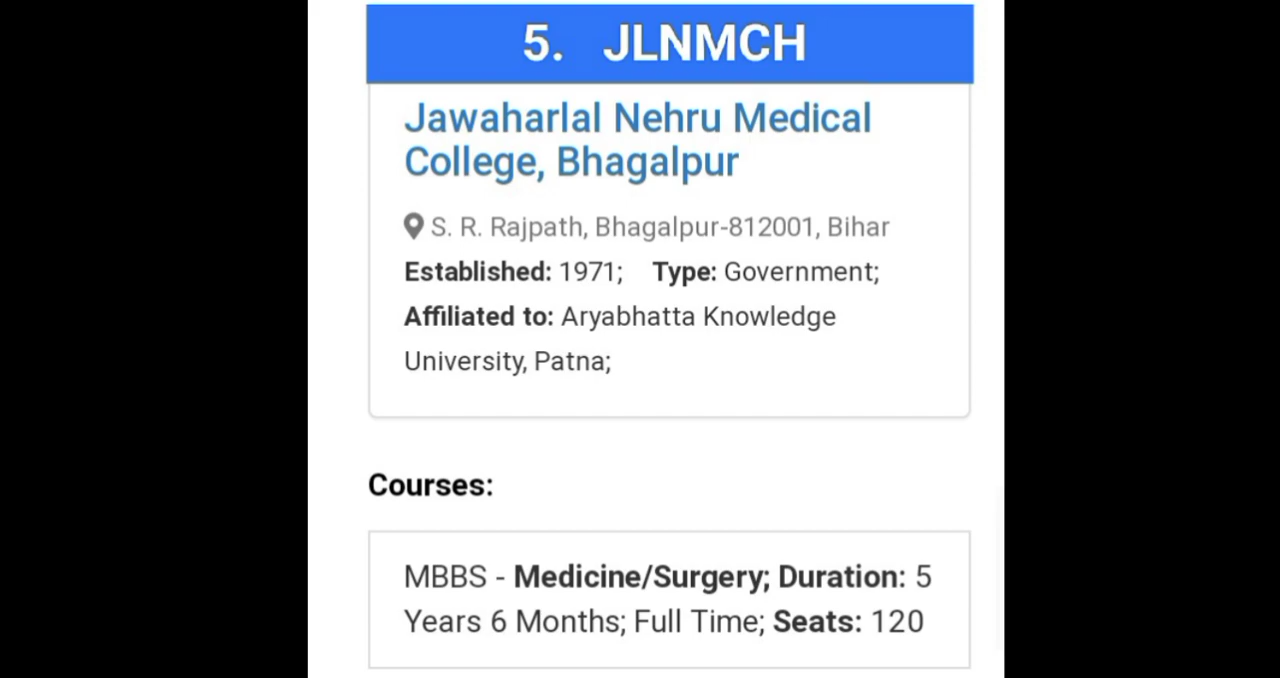 5. JLNMCH
Jawaharlal Nehru Medical
College, Bhagalpur
S. R. Rajpath, Bhagalpur-812001, Bihar
Established: 1971; Type: Government;
Affiliated to: Aryabhatta Knowledge
University, Patna;
Courses:
MBBS - Medicine/Surgery; Duration: 5
Years 6 Months; Full Time; Seats: 120